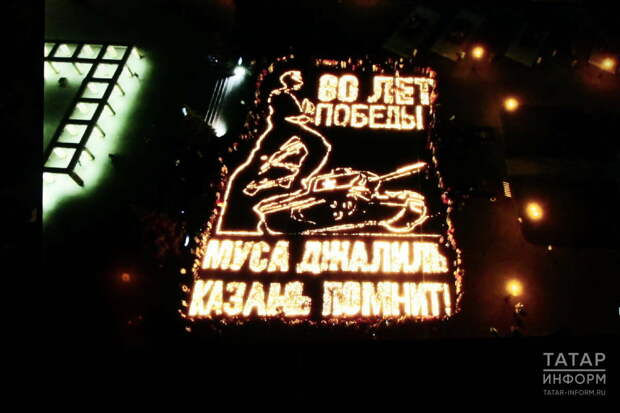 80 ЛЕТ
ПОБЕДЫ
МУСА ДЖАЛИЛЬ
КАЗАНЬ ПОМНИТ!
ТАТАР
ИНФОРМ
TATAR-INFORM.RU